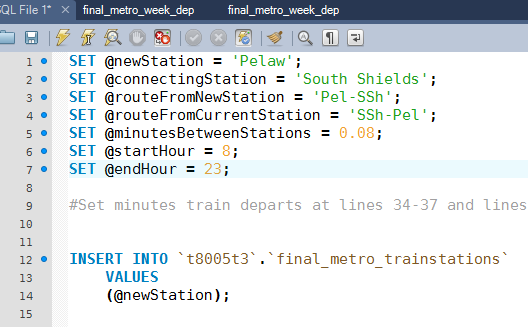 QL File 1* × final_metro_week_dep final_metro_week_dep
1 SET @newStation = 'Pelaw';
2 SET @connectingStation = 'South Shields';
3 SET @routeFromNewStation = 'Pel-SSh';
4 SET @routeFromCurrentStation = 'SSh-Pel';
5 SET @minutesBetweenStations = 0.08;
6 SET @startHour = 8;
7 SET @endHour = 23;
8
9 #Set minutes train departs at lines 34-37 and lines
10
11
12 INSERT INTO `t8005t3`.`final_metro_trainstations`
13 VALUES
14 (@newStation);
15